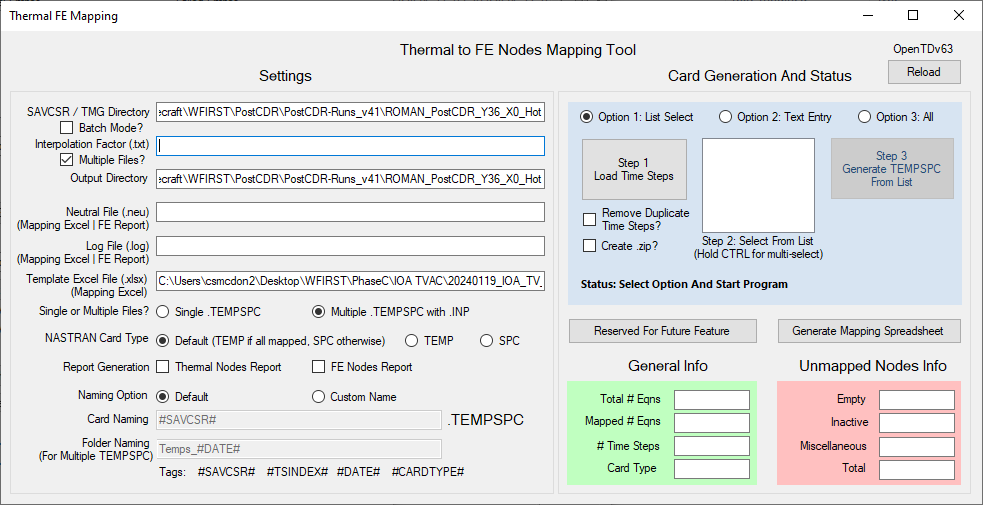 Thermal FE Mapping
Thermal to FE Nodes Mapping Tool
OpenTDv63
Settings
Card Generation And Status
Reload
SAVCSR / TMG Directory
ecraft\WFIRST\PostCDR\PostCDR-Runs_v41\ROMAN_PostCDR_Y36_X0_Hot
Batch Mode?
Interpolation Factor (.txt)
Multiple Files?
Output Directory
ecraft\WFIRST\PostCDR\PostCDR-Runs_v41\ROMAN_PostCDR_Y36_X0_Hot
Neutral File (.neu)
(Mapping Excel | FE Report)
Log File (.log)
(Mapping Excel | FE Report)
Template Excel File (.xlsx)
(Mapping Excel)
C:\Users\csmcdon2\Desktop\WFIRST\PhaseC\IOA TVAC\20240119_IOA_TV_
Single or Multiple Files?
Single .TEMPSPC
Multiple .TEMPSPC with .INP
NASTRAN Card Type
Default (TEMP if all mapped, SPC otherwise)
TEMP
SPC
Report Generation
Thermal Nodes Report
FE Nodes Report
Naming Option
Default
Custom Name
Card Naming
#SAVCSR#
.TEMPSPC
Folder Naming
(For Multiple TEMPSPC)
Temps_#DATE#
Tags: #SAVCSR# #TSINDEX# #DATE# #CARDTYPE#
Option 1: List Select
Option 2: Text Entry
Option 3: All
Step 1
Load Time Steps
Step 3
Generate TEMPSPC
From List
Remove Duplicate
Time Steps?
Create .zip?
Step 2: Select From List
(Hold CTRL for multi-select)
Status: Select Option And Start Program
Reserved For Future Feature
Generate Mapping Spreadsheet
General Info
Total # Eqns
Mapped # Eqns
# Time Steps
Card Type
Unmapped Nodes Info
Empty
Inactive
Miscellaneous
Total